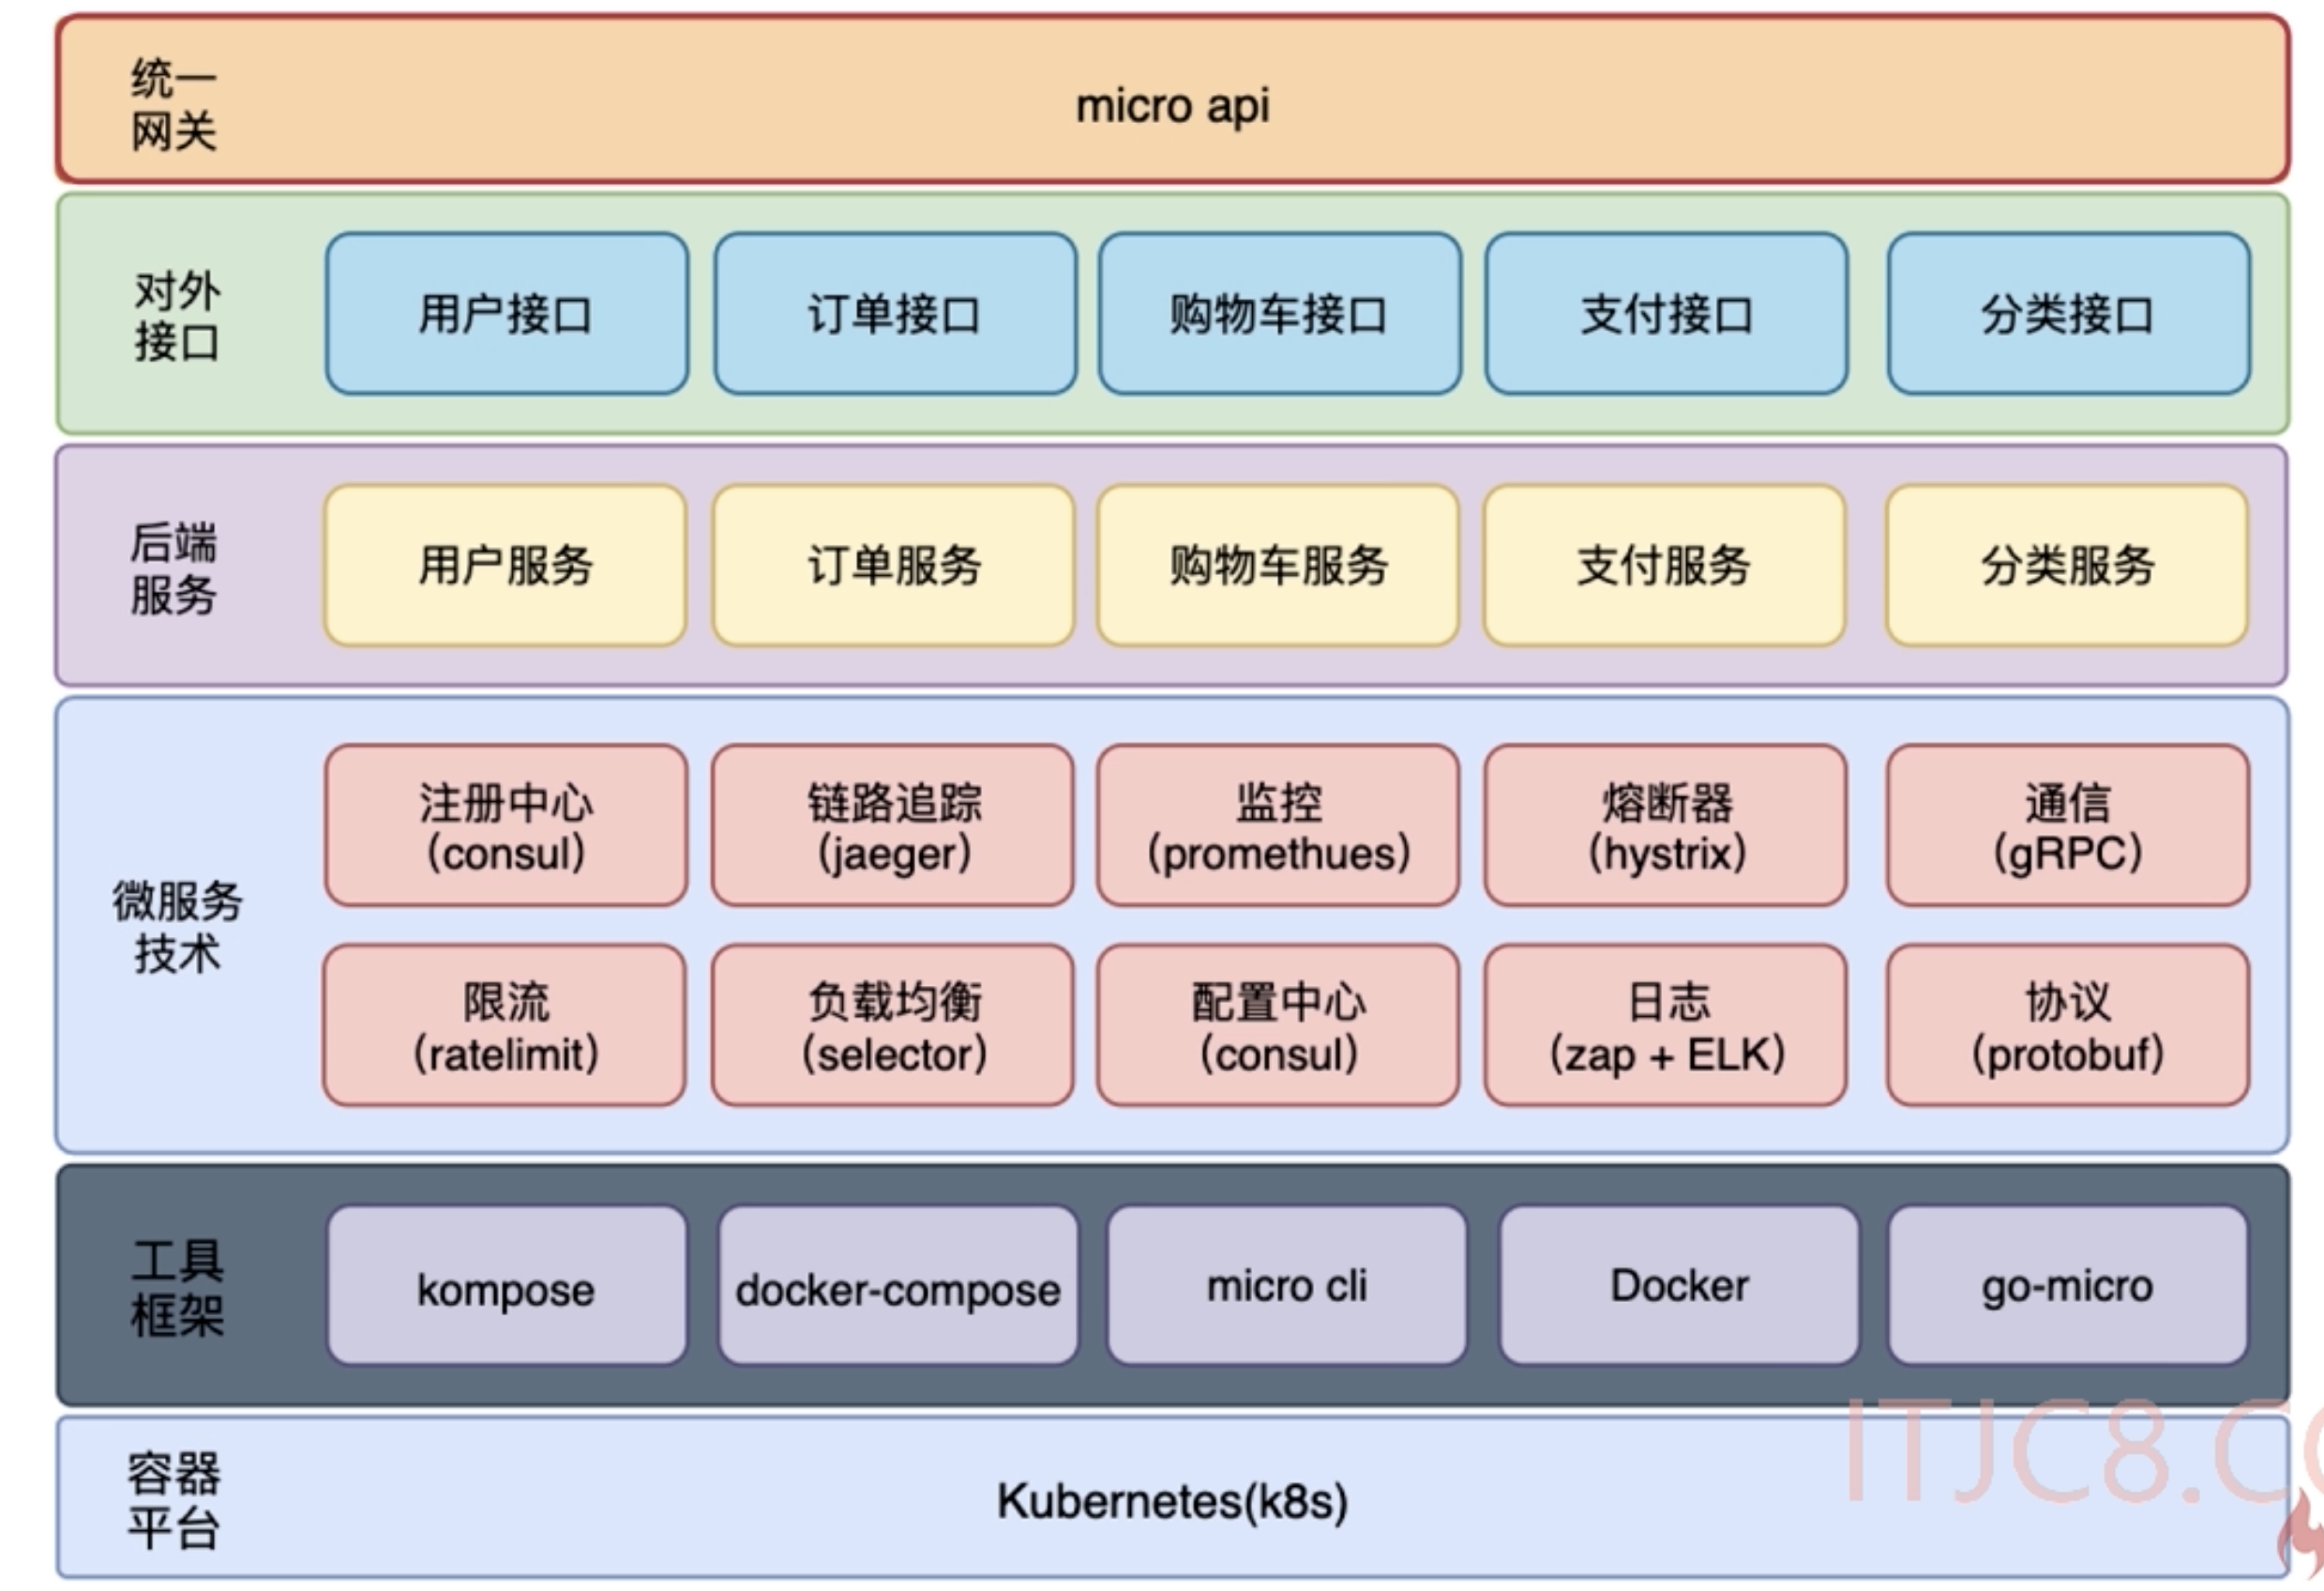 统一
网关
micro api
对外
接口
用户接口
订单接口
购物车接口
支付接口
分类接口
后端
服务
用户服务
订单服务
购物车服务
支付服务
分类服务
微服务
技术
注册中心
(consul)
链路追踪
(jaeger)
监控
(promethues)
熔断器
(hystrix)
通信
(gRPC)
限流
(ratelimit)
负载均衡
(selector)
配置中心
(consul)
日志
(zap + ELK)
协议
(protobuf)
工具
框架
kompose
docker-compose
micro cli
Docker
go-micro
容器
平台
Kubernetes(k8s)